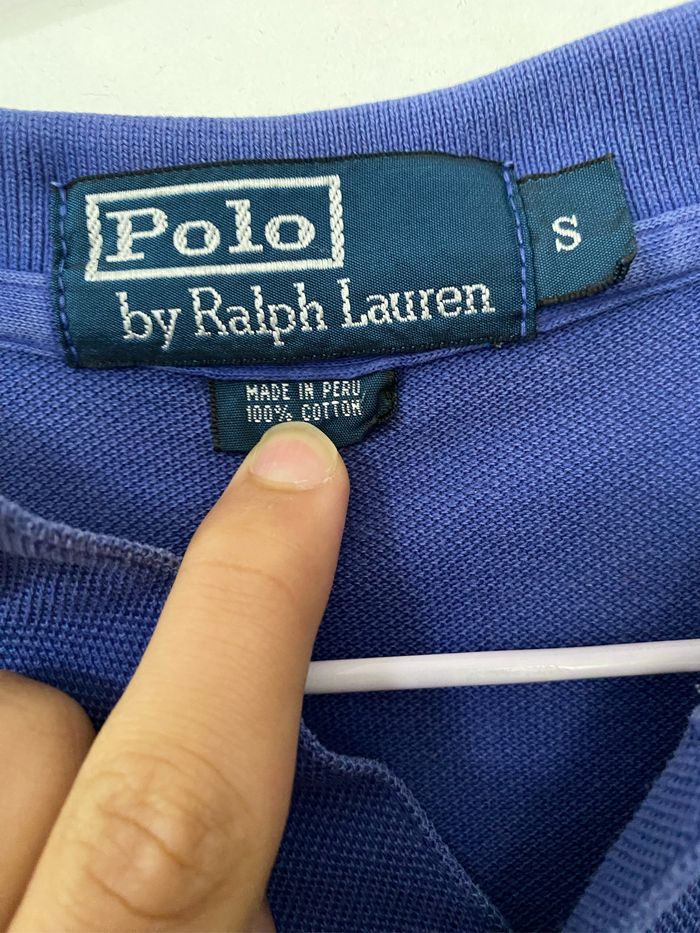 Polo
by Ralph Lauren
S
MADE IN PERU
100% COTTON